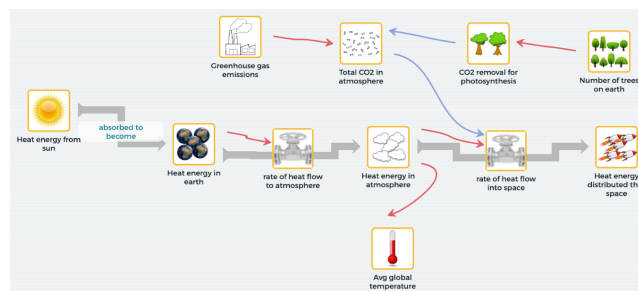 Greenhouse gas
emissions
Total CO2 in
atmosphere
CO2 removal for
photosynthesis
Number of trees
on earth
Heat energy from
sun
absorbed to
become
Heat energy in
earth
rate of heat flow
to atmosphere
Heat energy in
atmosphere
rate of heat flow
into space
Heat energy
distributed th
space
Avg global
temperature